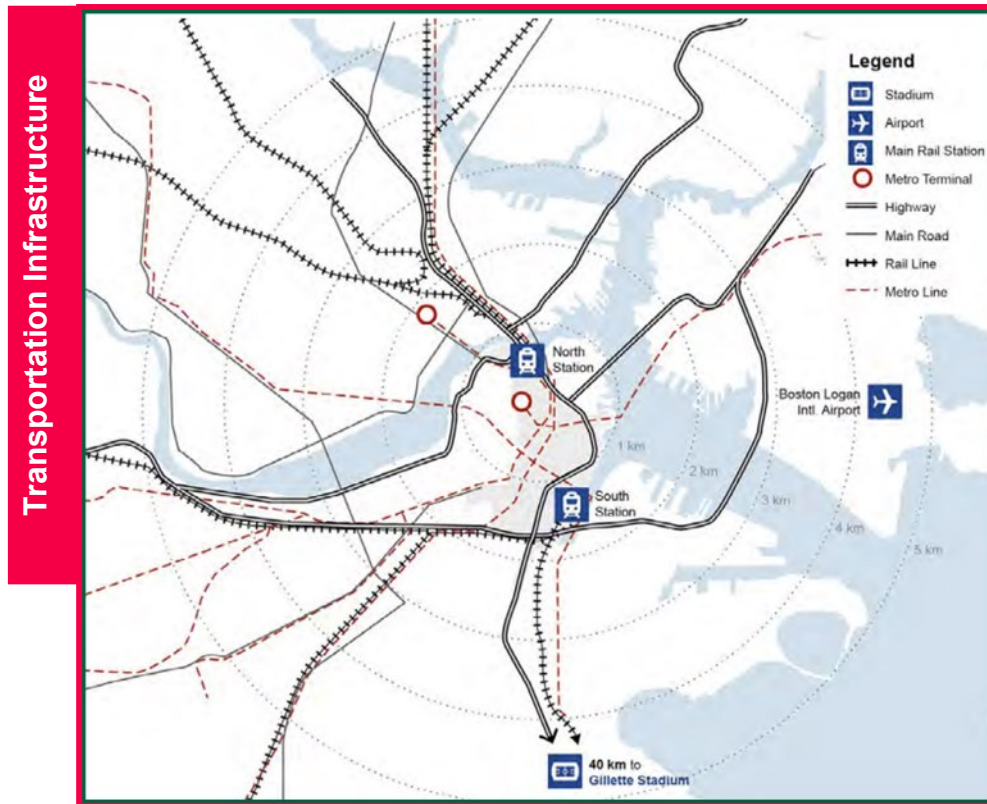 Transportation Infrastructure
Legend
Stadium
Airport
Main Rail Station
Metro Terminal
Highway
Main Road
Rail Line
Metro Line
North
Station
Boston Logan
Intl. Airport
1 km
2 km
3 km
4 km
5 km
South
Station
40 km to
Gillette Stadium